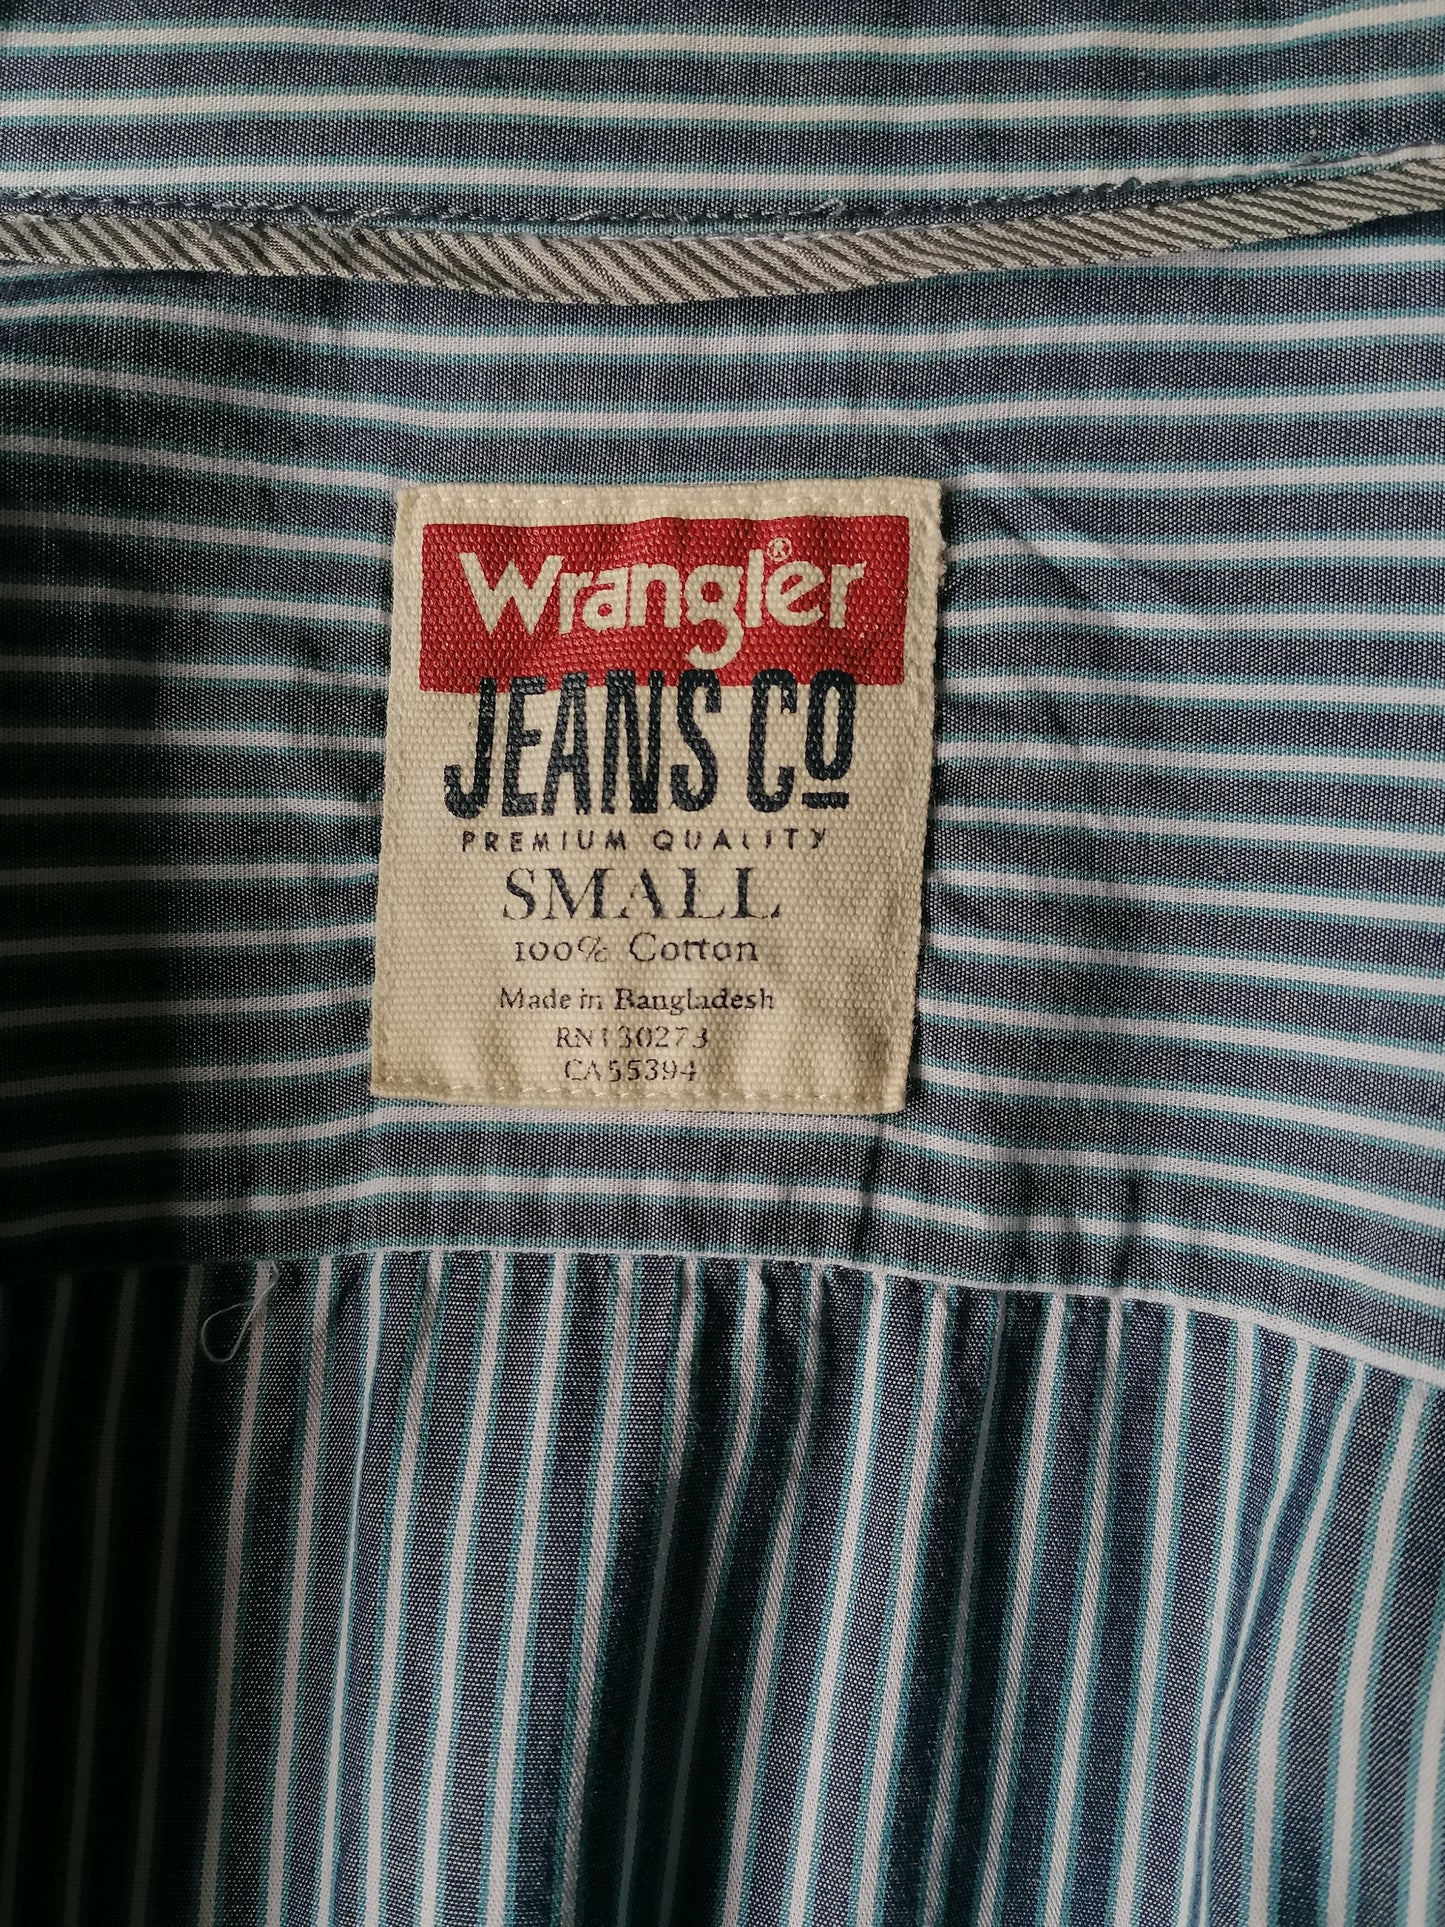 Wrangler®
JEANS CO
PREMIUM QUALITY
SMALL
100% Cotton
Made in Bangladesh
RN130273
CA55394